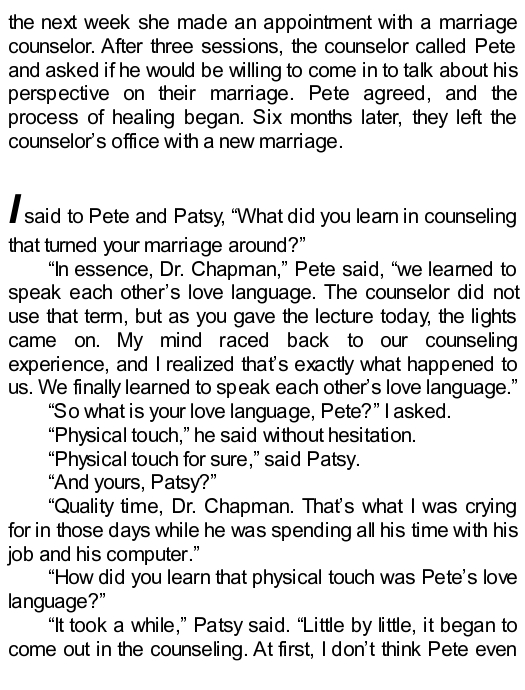 the next week she made an appointment with a marriage
counselor. After three sessions, the counselor called Pete
and asked if he would be willing to come in to talk about his
perspective on their marriage. Pete agreed, and the
process of healing began. Six months later, they left the
counselor’s office with a new marriage.
I said to Pete and Patsy, “What did you learn in counseling
that turned your marriage around?”
“In essence, Dr. Chapman,” Pete said, “we learned to
speak each other’s love language. The counselor did not
use that term, but as you gave the lecture today, the lights
came on. My mind raced back to our counseling
experience, and I realized that’s exactly what happened to
us. We finally learned to speak each other’s love language.”
“So what is your love language, Pete?” I asked.
“Physical touch,” he said without hesitation.
“Physical touch for sure,” said Patsy.
“And yours, Patsy?”
“Quality time, Dr. Chapman. That’s what I was crying
for in those days while he was spending all his time with his
job and his computer.”
“How did you learn that physical touch was Pete’s love
language?”
“It took a while,” Patsy said. “Little by little, it began to
come out in the counseling. At first, I don’t think Pete even